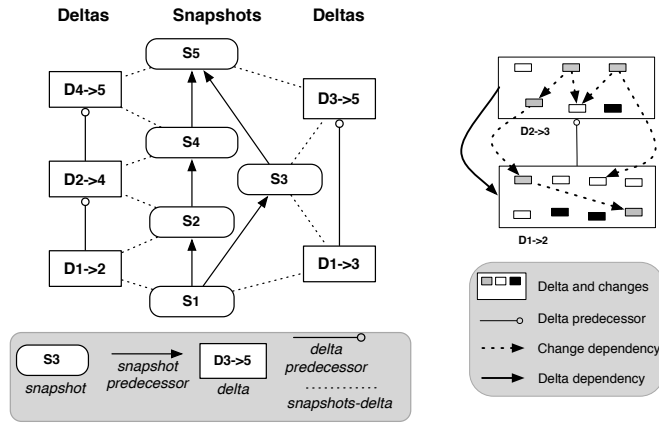 Deltas
Snapshots
Deltas
S5
D4->5
D3->5
S4
D2->4
S3
S2
D1->2
D1->3
S1
S3
snapshot
snapshot
predecessor
D3->5
delta
delta
predecessor
snapshots-delta
D2->3
D1->2
Delta and changes
Delta predecessor
Change dependency
Delta dependency